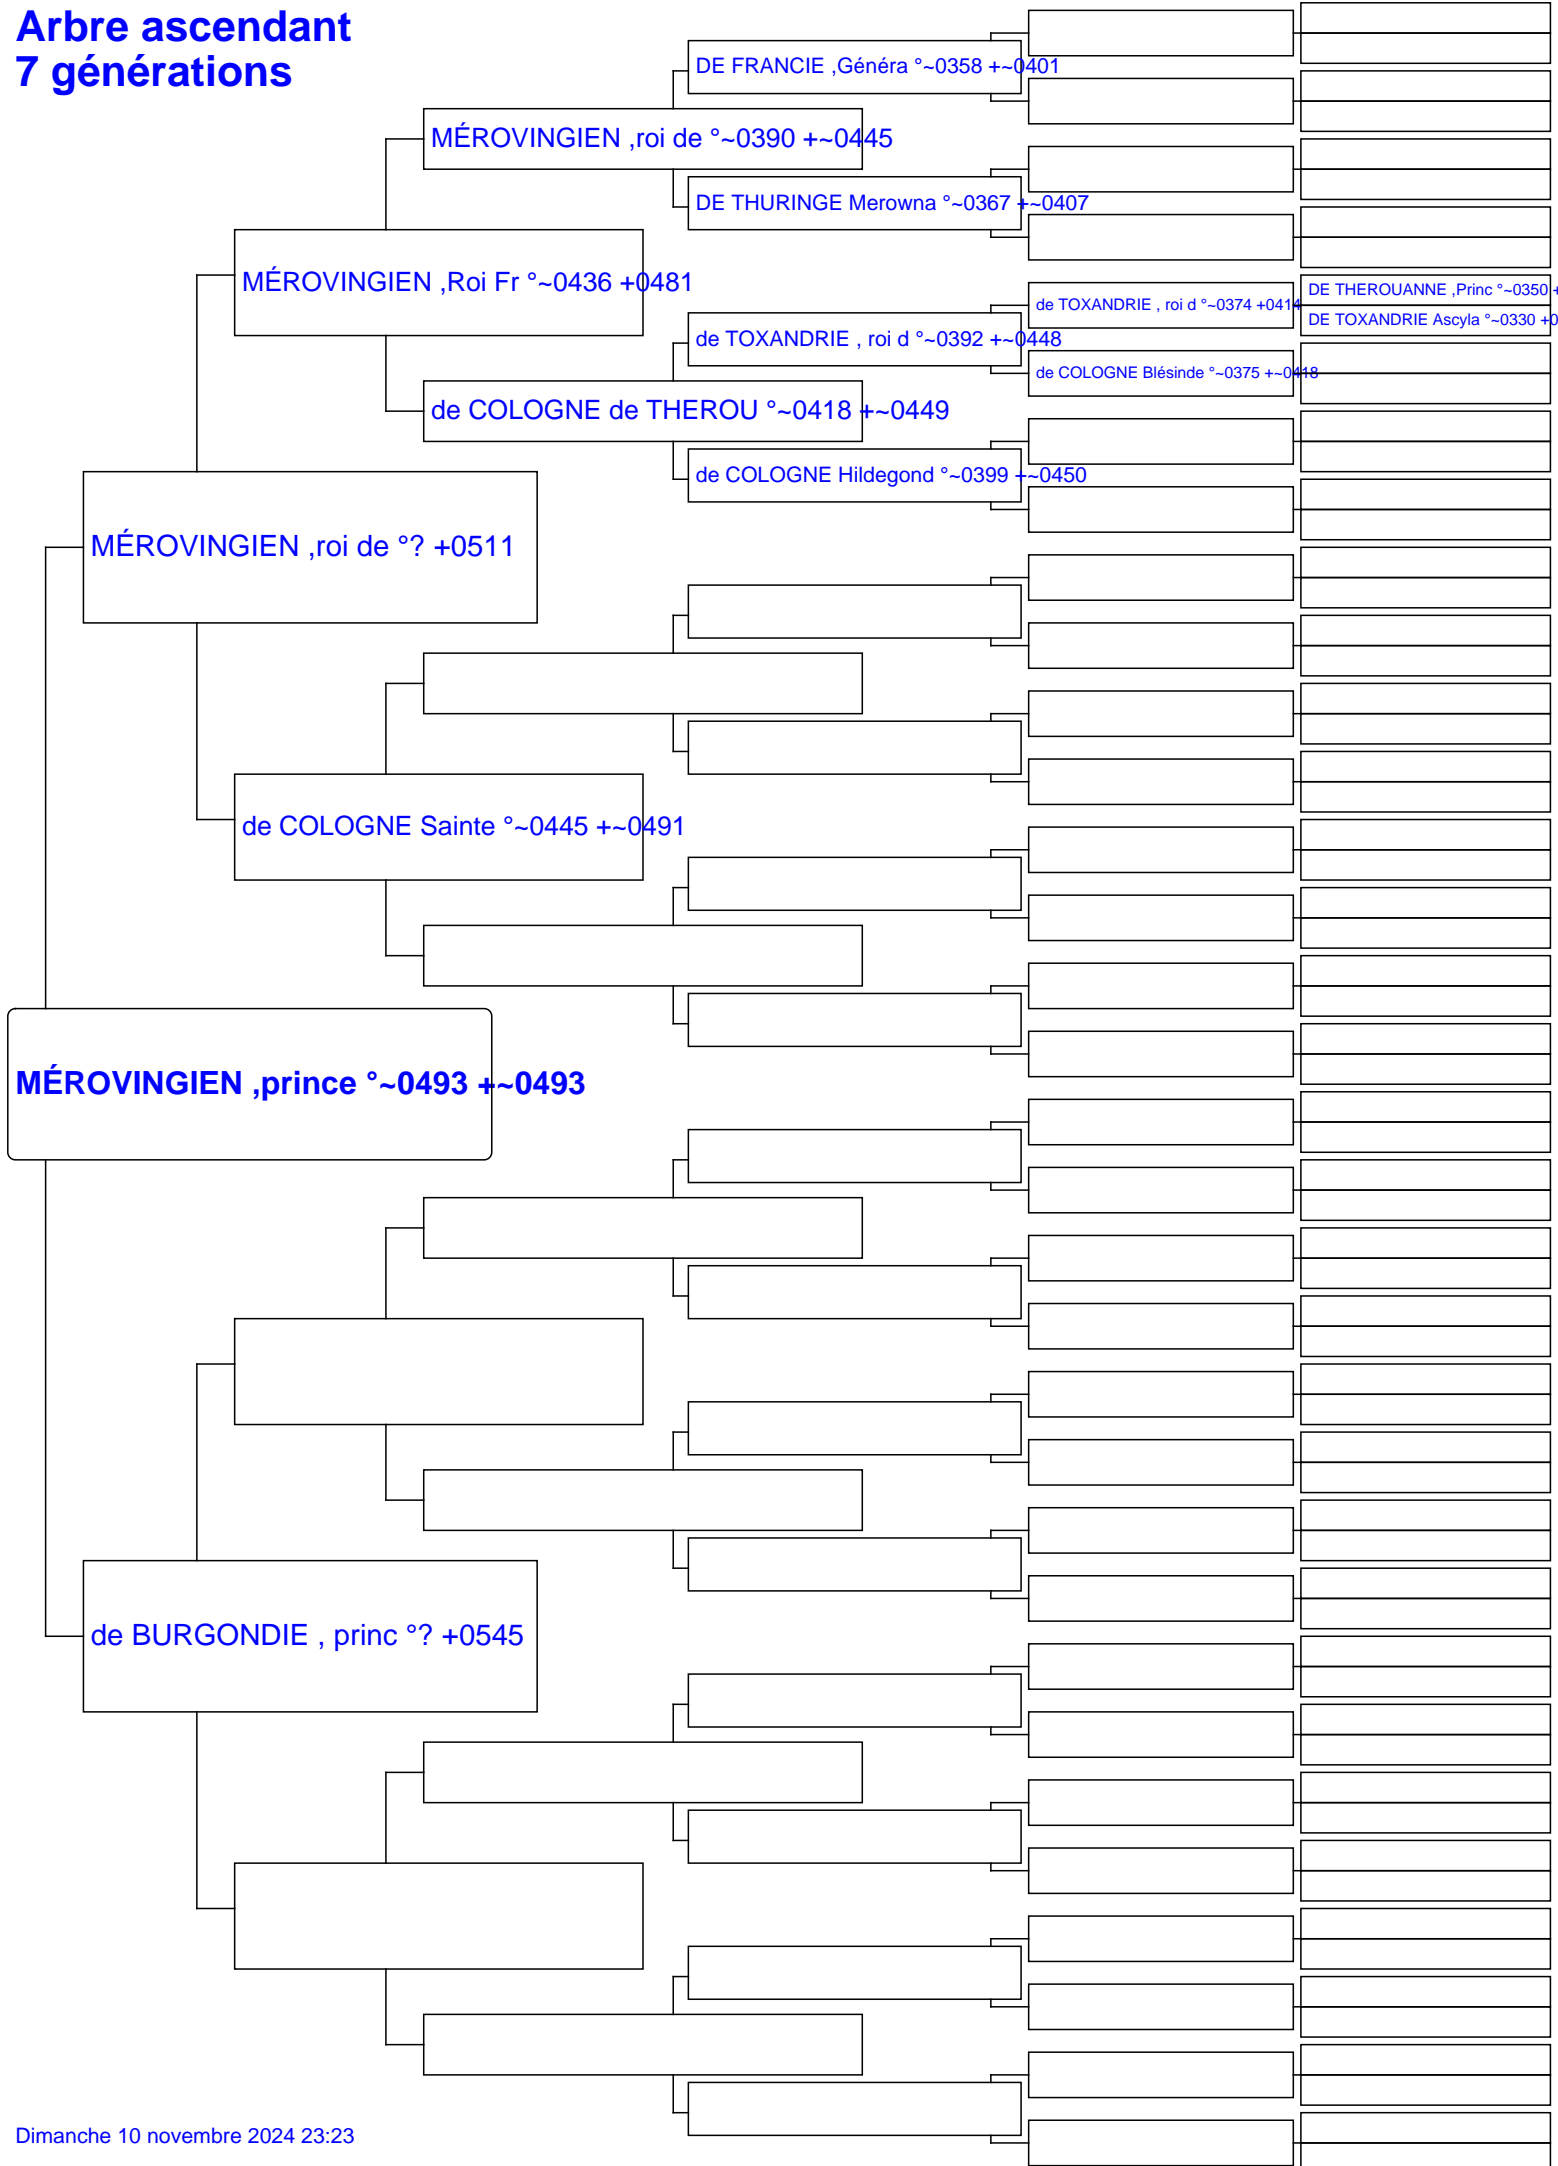 Arbre ascendant
7 générations
DE FRANCIE ,Généra °~0358 +~0401
MÉROVINGIEN ,roi de °~0390 +~0445
DE THURINGE Merowna °~0367 +~0407
MÉROVINGIEN ,Roi Fr °~0436 +0481
de TOXANDRIE , roi d °~0374 +0414
DE THEROUANNE ,Princ °~0350 +
DE TOXANDRIE Ascyla °~0330 +0
de TOXANDRIE , roi d °~0392 +~0448
de COLOGNE Blésinde °~0375 +~0418
de COLOGNE de THEROU °~0418 +~0449
de COLOGNE Hildegond °~0399 +~0450
MÉROVINGIEN ,roi de °? +0511
de COLOGNE Sainte °~0445 +~0491
MÉROVINGIEN ,prince °~0493 +~0493
de BURGONDIE , princ °? +0545
Dimanche 10 novembre 2024 23:23